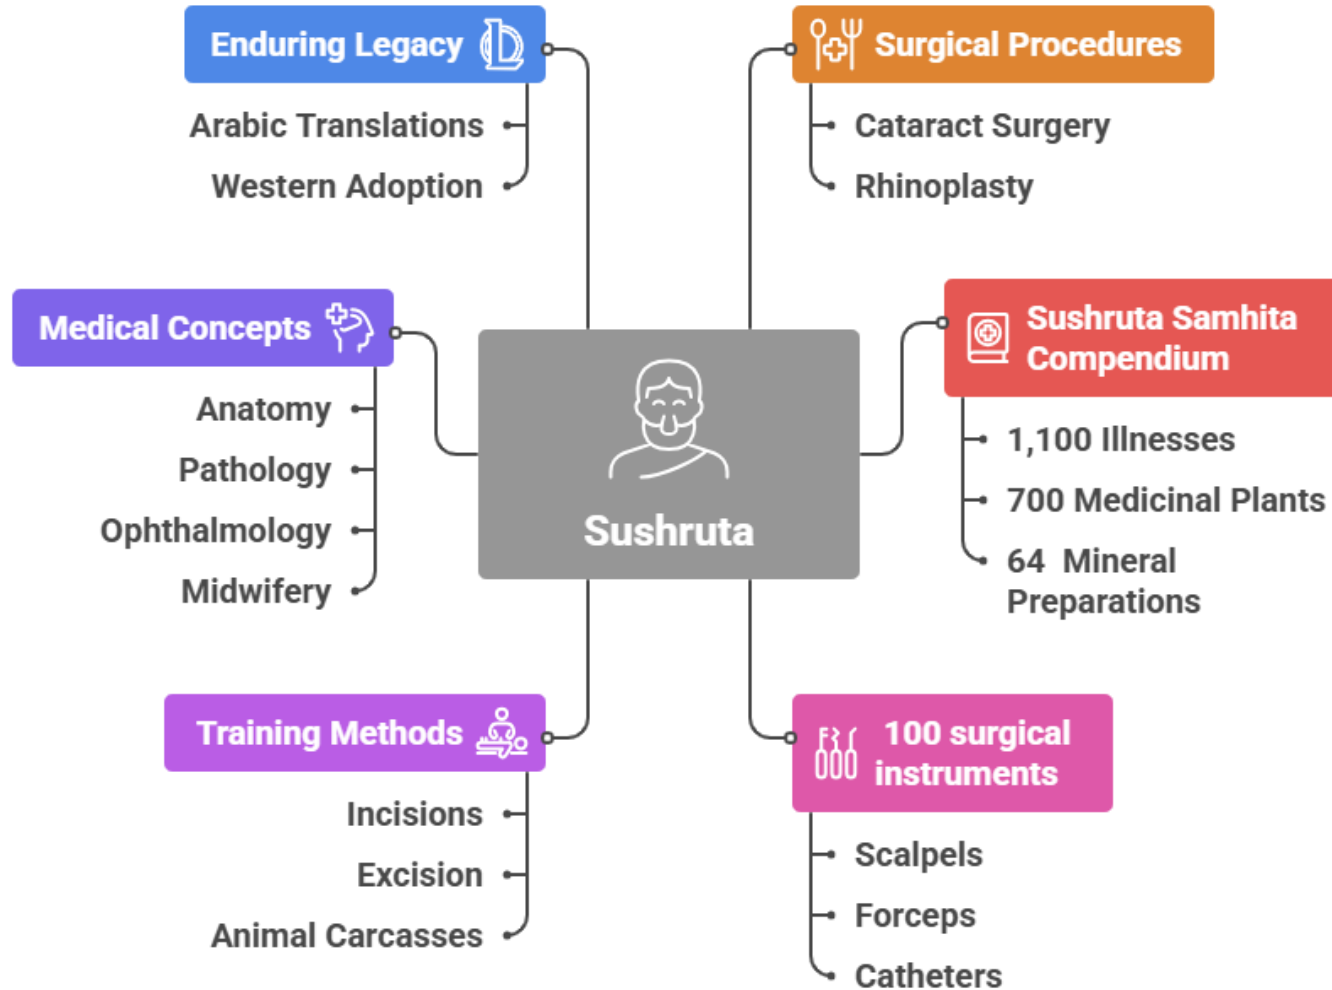 Enduring Legacy
Arabic Translations
Western Adoption
Surgical Procedures
Cataract Surgery
Rhinoplasty
Medical Concepts
Anatomy
Pathology
Ophthalmology
Midwifery
Sushruta
Sushruta Samhita
Compendium
1,100 Illnesses
700 Medicinal Plants
64 Mineral
Preparations
Training Methods
Incisions
Excision
Animal Carcasses
100 surgical
instruments
Scalpels
Forceps
Catheters